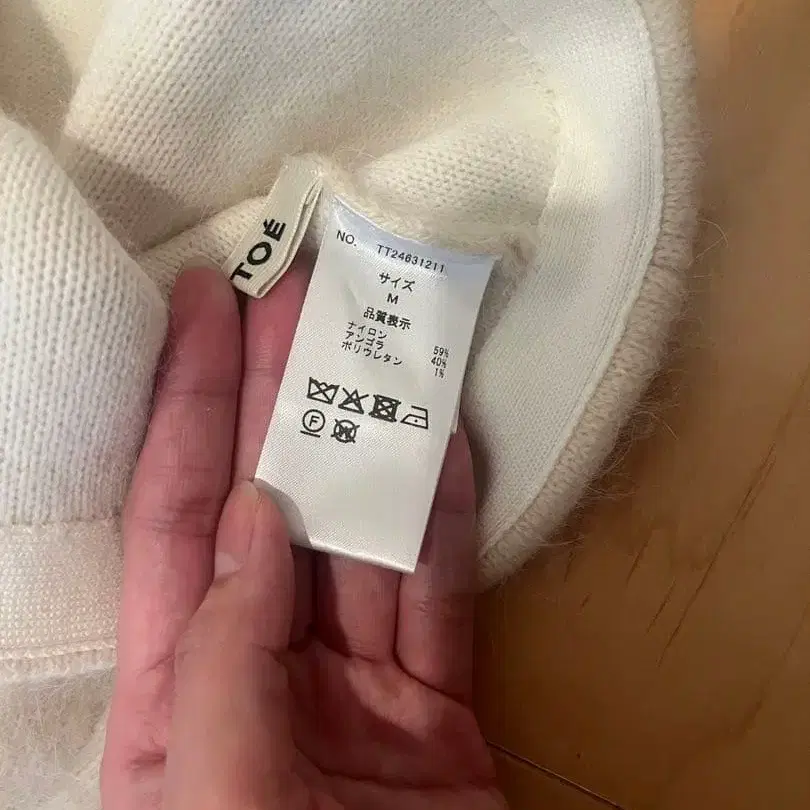 TOÉ
NO. TT24631211
サイズ
M
品質表示
ナイロン 59%
アンゴラ 40%
ポリウレタン 1%
F
W